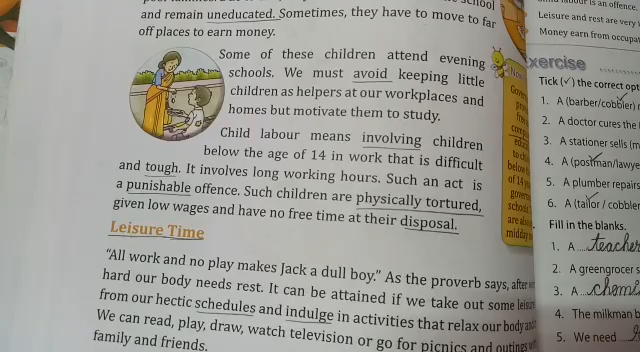 school
and remain uneducated. Sometimes, they have to move to far
off places to earn money.
Some of these children attend evening
schools. We must avoid keeping little
children as helpers at our workplaces and
homes but motivate them to study.
Child labour means involving children
below the age of 14 in work that is difficult
and tough. It involves long working hours. Such an act is
a punishable offence. Such children are physically tortured,
given low wages and have no free time at their disposal.
Leisure Time
"All work and no play makes Jack a dull boy." As the proverb says, after
hard our body needs rest. It can be attained if we take out some leisure
from our hectic schedules and indulge in activities that relax our body and
We can read, play, draw, watch television or go for picnics and outings
family and friends.
below
of 14
are also
midday
labour is an offence.
Leisure and rest are very
Money earn from occupat
xercise
Tick (✓) the correct opt
1. A (barber/cobbler)
2. A doctor cures the
3. A stationer sells (m
4. A (postman/lawye
5. A plumber repairs
6. A (tailor / cobbler
Fill in the blanks.
1. A teacher
2. A greengrocer s
3. A
4. The milkman b
5. We need